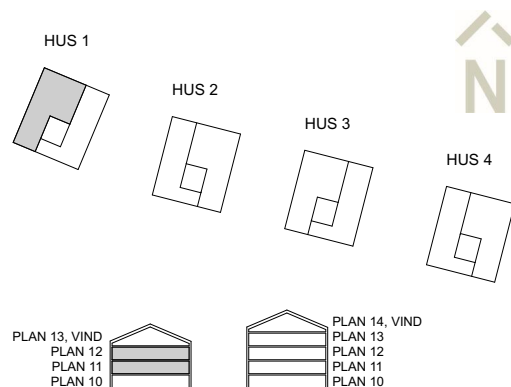 HUS 1
N
HUS 2
HUS 3
HUS 4
PLAN 13, VIND
PLAN 12
PLAN 11
PLAN 10
PLAN 14, VIND
PLAN 13
PLAN 12
PLAN 11
PLAN 10